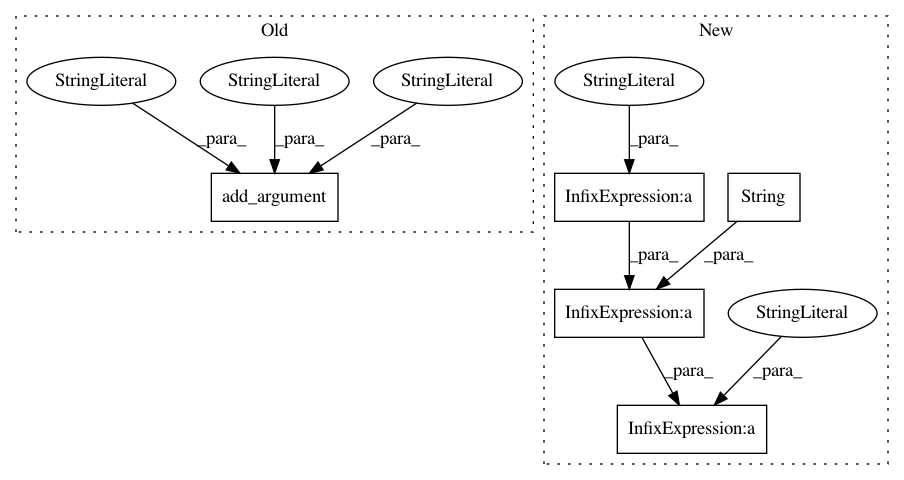 Old
New
StringLiteral
StringLiteral
StringLiteral
StringLiteral
_para_
_para_
_para_
_para_
add_argument
InfixExpression:a
String
_para_
_para_
InfixExpression:a
StringLiteral
_para_
_para_
InfixExpression:a